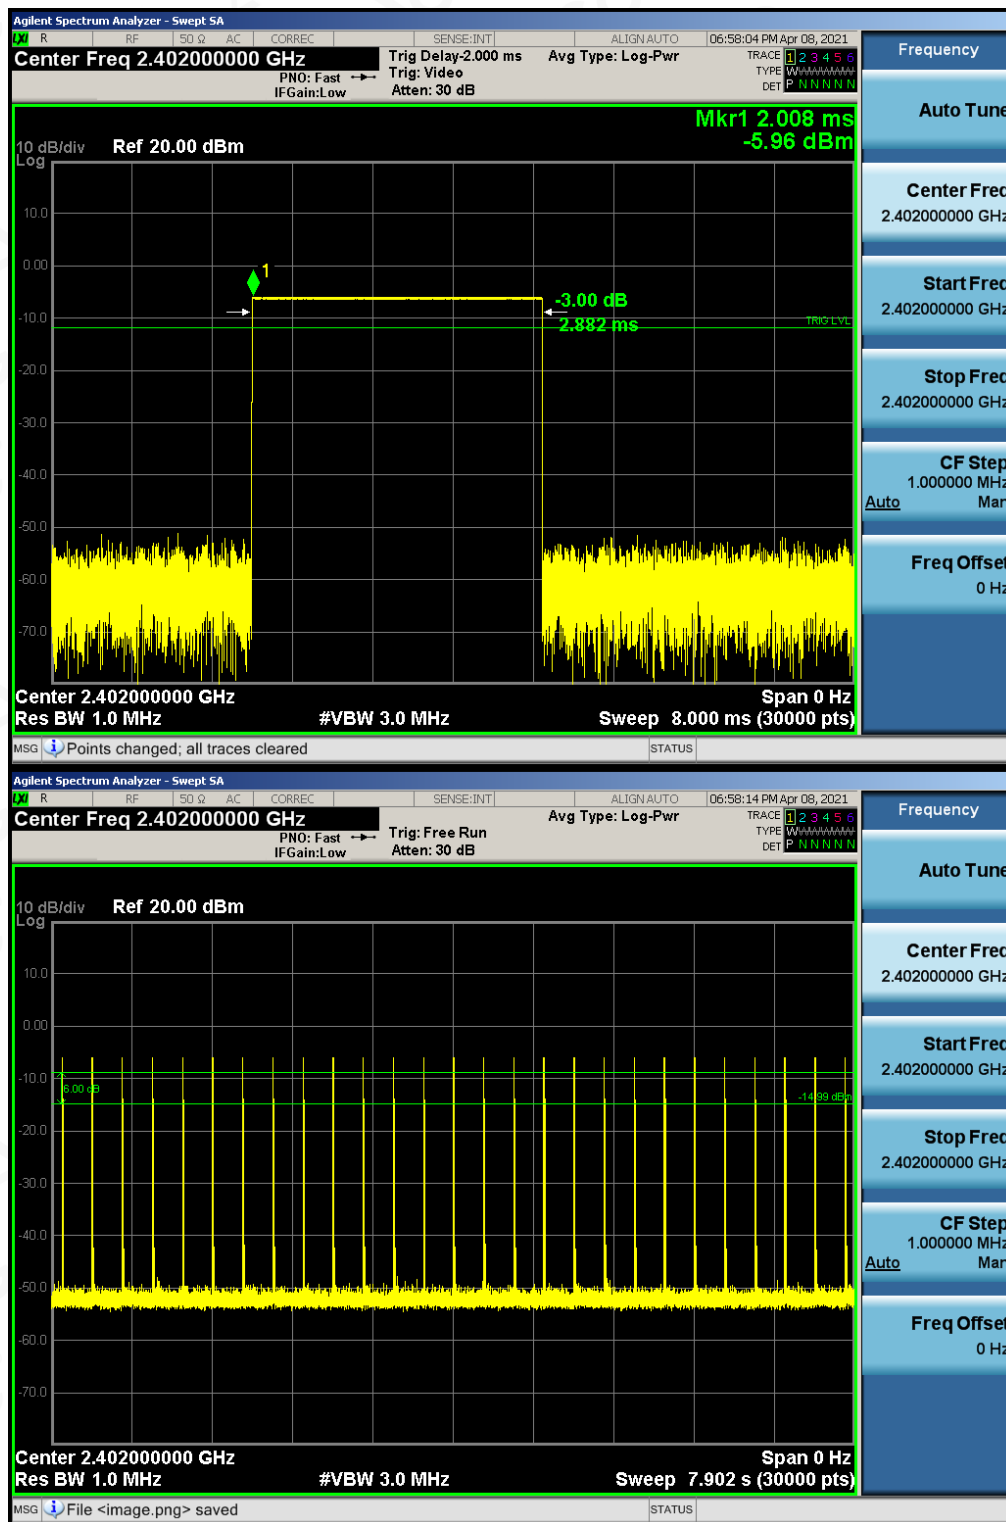 Agilent Spectrum Analyzer - Swept SA
LXI R RF 50 Ω AC CORREC SENSE:INT ALIGN AUTO 06:58:04 PM Apr 08, 2021
Center Freq 2.402000000 GHz
PNO: Fast
IFGain:Low
Trig Delay-2.000 ms
Trig: Video
Atten: 30 dB
Avg Type: Log-Pwr
TRACE 1 2 3 4 5 6
TYPE
DET P N N N N N
Frequency
Auto Tune
Mkr1 2.008 ms
-5.96 dBm
10 dB/div
Log
Ref 20.00 dBm
10.0
0.00
-10.0
-20.0
-30.0
-40.0
-50.0
-60.0
-70.0
1
-3.00 dB
2.882 ms
TRIG LVL
Center Freq
2.402000000 GHz
Start Freq
2.402000000 GHz
Stop Freq
2.402000000 GHz
CF Step
1.000000 MHz
Auto Man
Freq Offset
0 Hz
Center 2.402000000 GHz
Span 0 Hz
Res BW 1.0 MHz
#VBW 3.0 MHz
Sweep 8.000 ms (30000 pts)
MSG Points changed; all traces cleared STATUS
Agilent Spectrum Analyzer - Swept SA
LXI R RF 50 Ω AC CORREC SENSE:INT ALIGN AUTO 06:58:14 PM Apr 08, 2021
Center Freq 2.402000000 GHz
PNO: Fast
IFGain:Low
Trig: Free Run
Atten: 30 dB
Avg Type: Log-Pwr
TRACE 1 2 3 4 5 6
TYPE
DET P N N N N N
Frequency
Auto Tune
10 dB/div
Log
Ref 20.00 dBm
10.0
0.00
-10.0
-20.0
-30.0
-40.0
-50.0
-60.0
-70.0
6.00 dB
-14.99 dBm
Center Freq
2.402000000 GHz
Start Freq
2.402000000 GHz
Stop Freq
2.402000000 GHz
CF Step
1.000000 MHz
Auto Man
Freq Offset
0 Hz
Center 2.402000000 GHz
Span 0 Hz
Res BW 1.0 MHz
#VBW 3.0 MHz
Sweep 7.902 s (30000 pts)
MSG File <image.png> saved STATUS